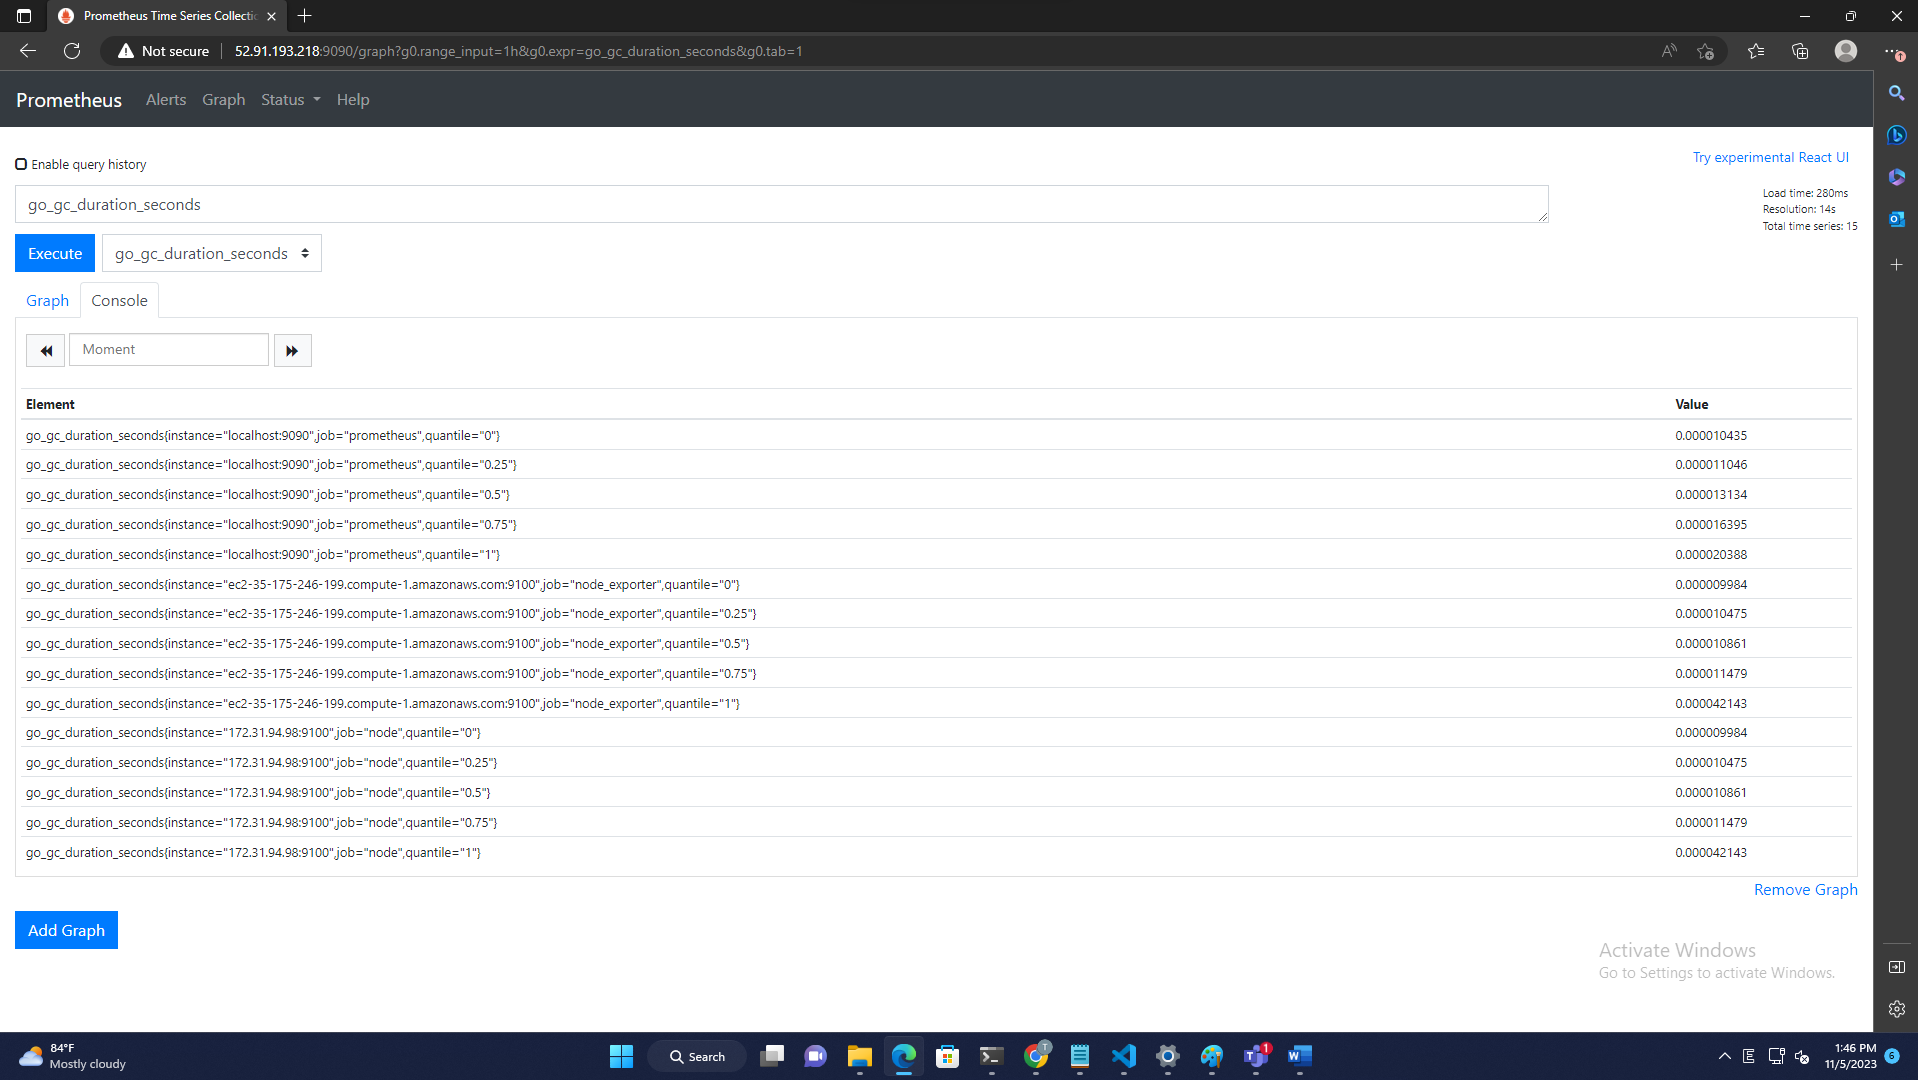 Prometheus Time Series Collectio
Not secure
52.91.193.218:9090/graph?g0.range_input=1h&g0.expr=go_gc_duration_seconds&g0.tab=1
Prometheus Alerts Graph Status Help
Enable query history
Try experimental React UI
go_gc_duration_seconds
Load time: 280ms
Resolution: 14s
Total time series: 15
Execute go_gc_duration_seconds
Graph Console
Moment
Element Value
go_gc_duration_seconds{instance="localhost:9090",job="prometheus",quantile="0"} 0.000010435
go_gc_duration_seconds{instance="localhost:9090",job="prometheus",quantile="0.25"} 0.000011046
go_gc_duration_seconds{instance="localhost:9090",job="prometheus",quantile="0.5"} 0.000013134
go_gc_duration_seconds{instance="localhost:9090",job="prometheus",quantile="0.75"} 0.000016395
go_gc_duration_seconds{instance="localhost:9090",job="prometheus",quantile="1"} 0.000020388
go_gc_duration_seconds{instance="ec2-35-175-246-199.compute-1.amazonaws.com:9100",job="node_exporter",quantile="0"} 0.000009984
go_gc_duration_seconds{instance="ec2-35-175-246-199.compute-1.amazonaws.com:9100",job="node_exporter",quantile="0.25"} 0.000010475
go_gc_duration_seconds{instance="ec2-35-175-246-199.compute-1.amazonaws.com:9100",job="node_exporter",quantile="0.5"} 0.000010861
go_gc_duration_seconds{instance="ec2-35-175-246-199.compute-1.amazonaws.com:9100",job="node_exporter",quantile="0.75"} 0.000011479
go_gc_duration_seconds{instance="ec2-35-175-246-199.compute-1.amazonaws.com:9100",job="node_exporter",quantile="1"} 0.000042143
go_gc_duration_seconds{instance="172.31.94.98:9100",job="node",quantile="0"} 0.000009984
go_gc_duration_seconds{instance="172.31.94.98:9100",job="node",quantile="0.25"} 0.000010475
go_gc_duration_seconds{instance="172.31.94.98:9100",job="node",quantile="0.5"} 0.000010861
go_gc_duration_seconds{instance="172.31.94.98:9100",job="node",quantile="0.75"} 0.000011479
go_gc_duration_seconds{instance="172.31.94.98:9100",job="node",quantile="1"} 0.000042143
Remove Graph
Add Graph
Activate Windows
Go to Settings to activate Windows.
84°F
Mostly cloudy
Search
T
1
1:46 PM
11/5/2023
6